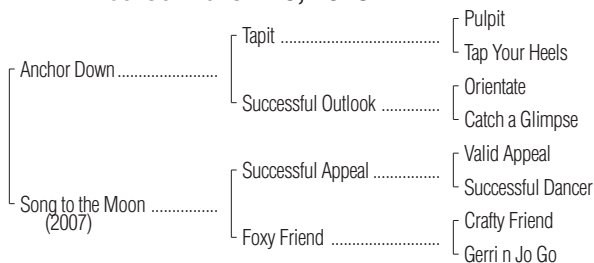 Pulpit
Tapit ........................................
Tap Your Heels
Anchor Down .........................
Orientate
Successful Outlook ...............
Catch a Glimpse
Valid Appeal
Successful Appeal .................
Successful Dancer
Song to the Moon .................
(2007)
Crafty Friend
Foxy Friend ...........................
Gerri n Jo Go